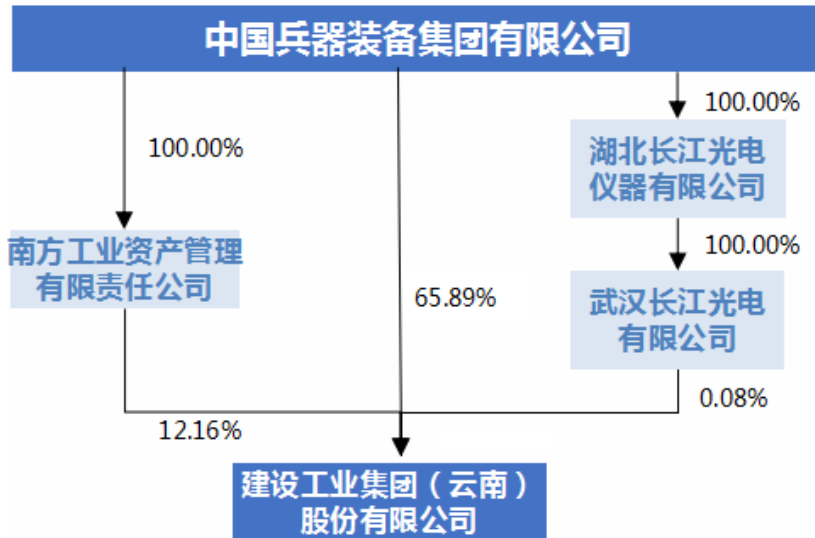 中国兵器装备集团有限公司
100.00%
100.00%
湖北长江光电
仪器有限公司
100.00%
南方工业资产管理
有限责任公司
65.89%
武汉长江光电
有限公司
0.08%
12.16%
建设工业集团（云南）
股份有限公司